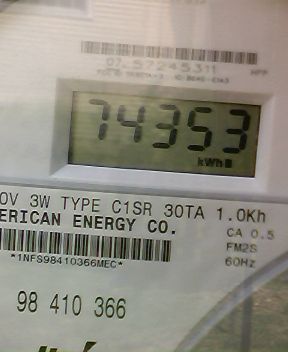 07 57245311
HPP
74353
kWh
0V 3W TYPE C1SR 30TA 1.0Kh
ERICAN ENERGY CO.
CA 0.5
FM2S
*1NFS98410366MEC*
60Hz
98 410 366